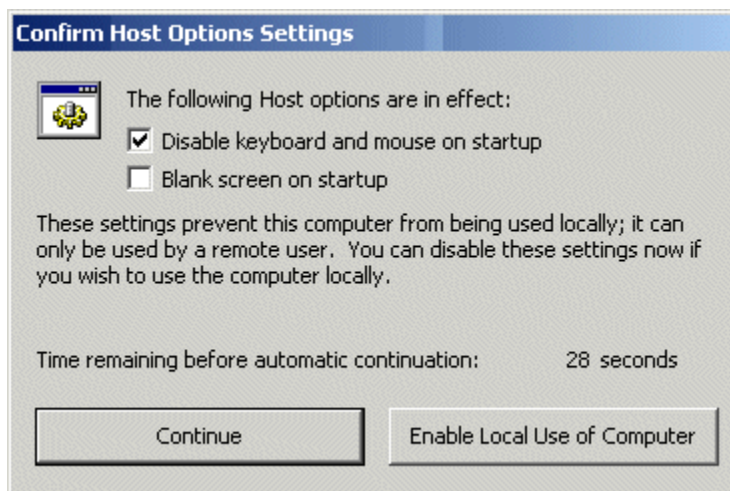 Confirm Host Options Settings
The following Host options are in effect:
Disable keyboard and mouse on startup
Blank screen on startup
These settings prevent this computer from being used locally; it can
only be used by a remote user.  You can disable these settings now if
you wish to use the computer locally.
Time remaining before automatic continuation: 28 seconds
Continue
Enable Local Use of Computer